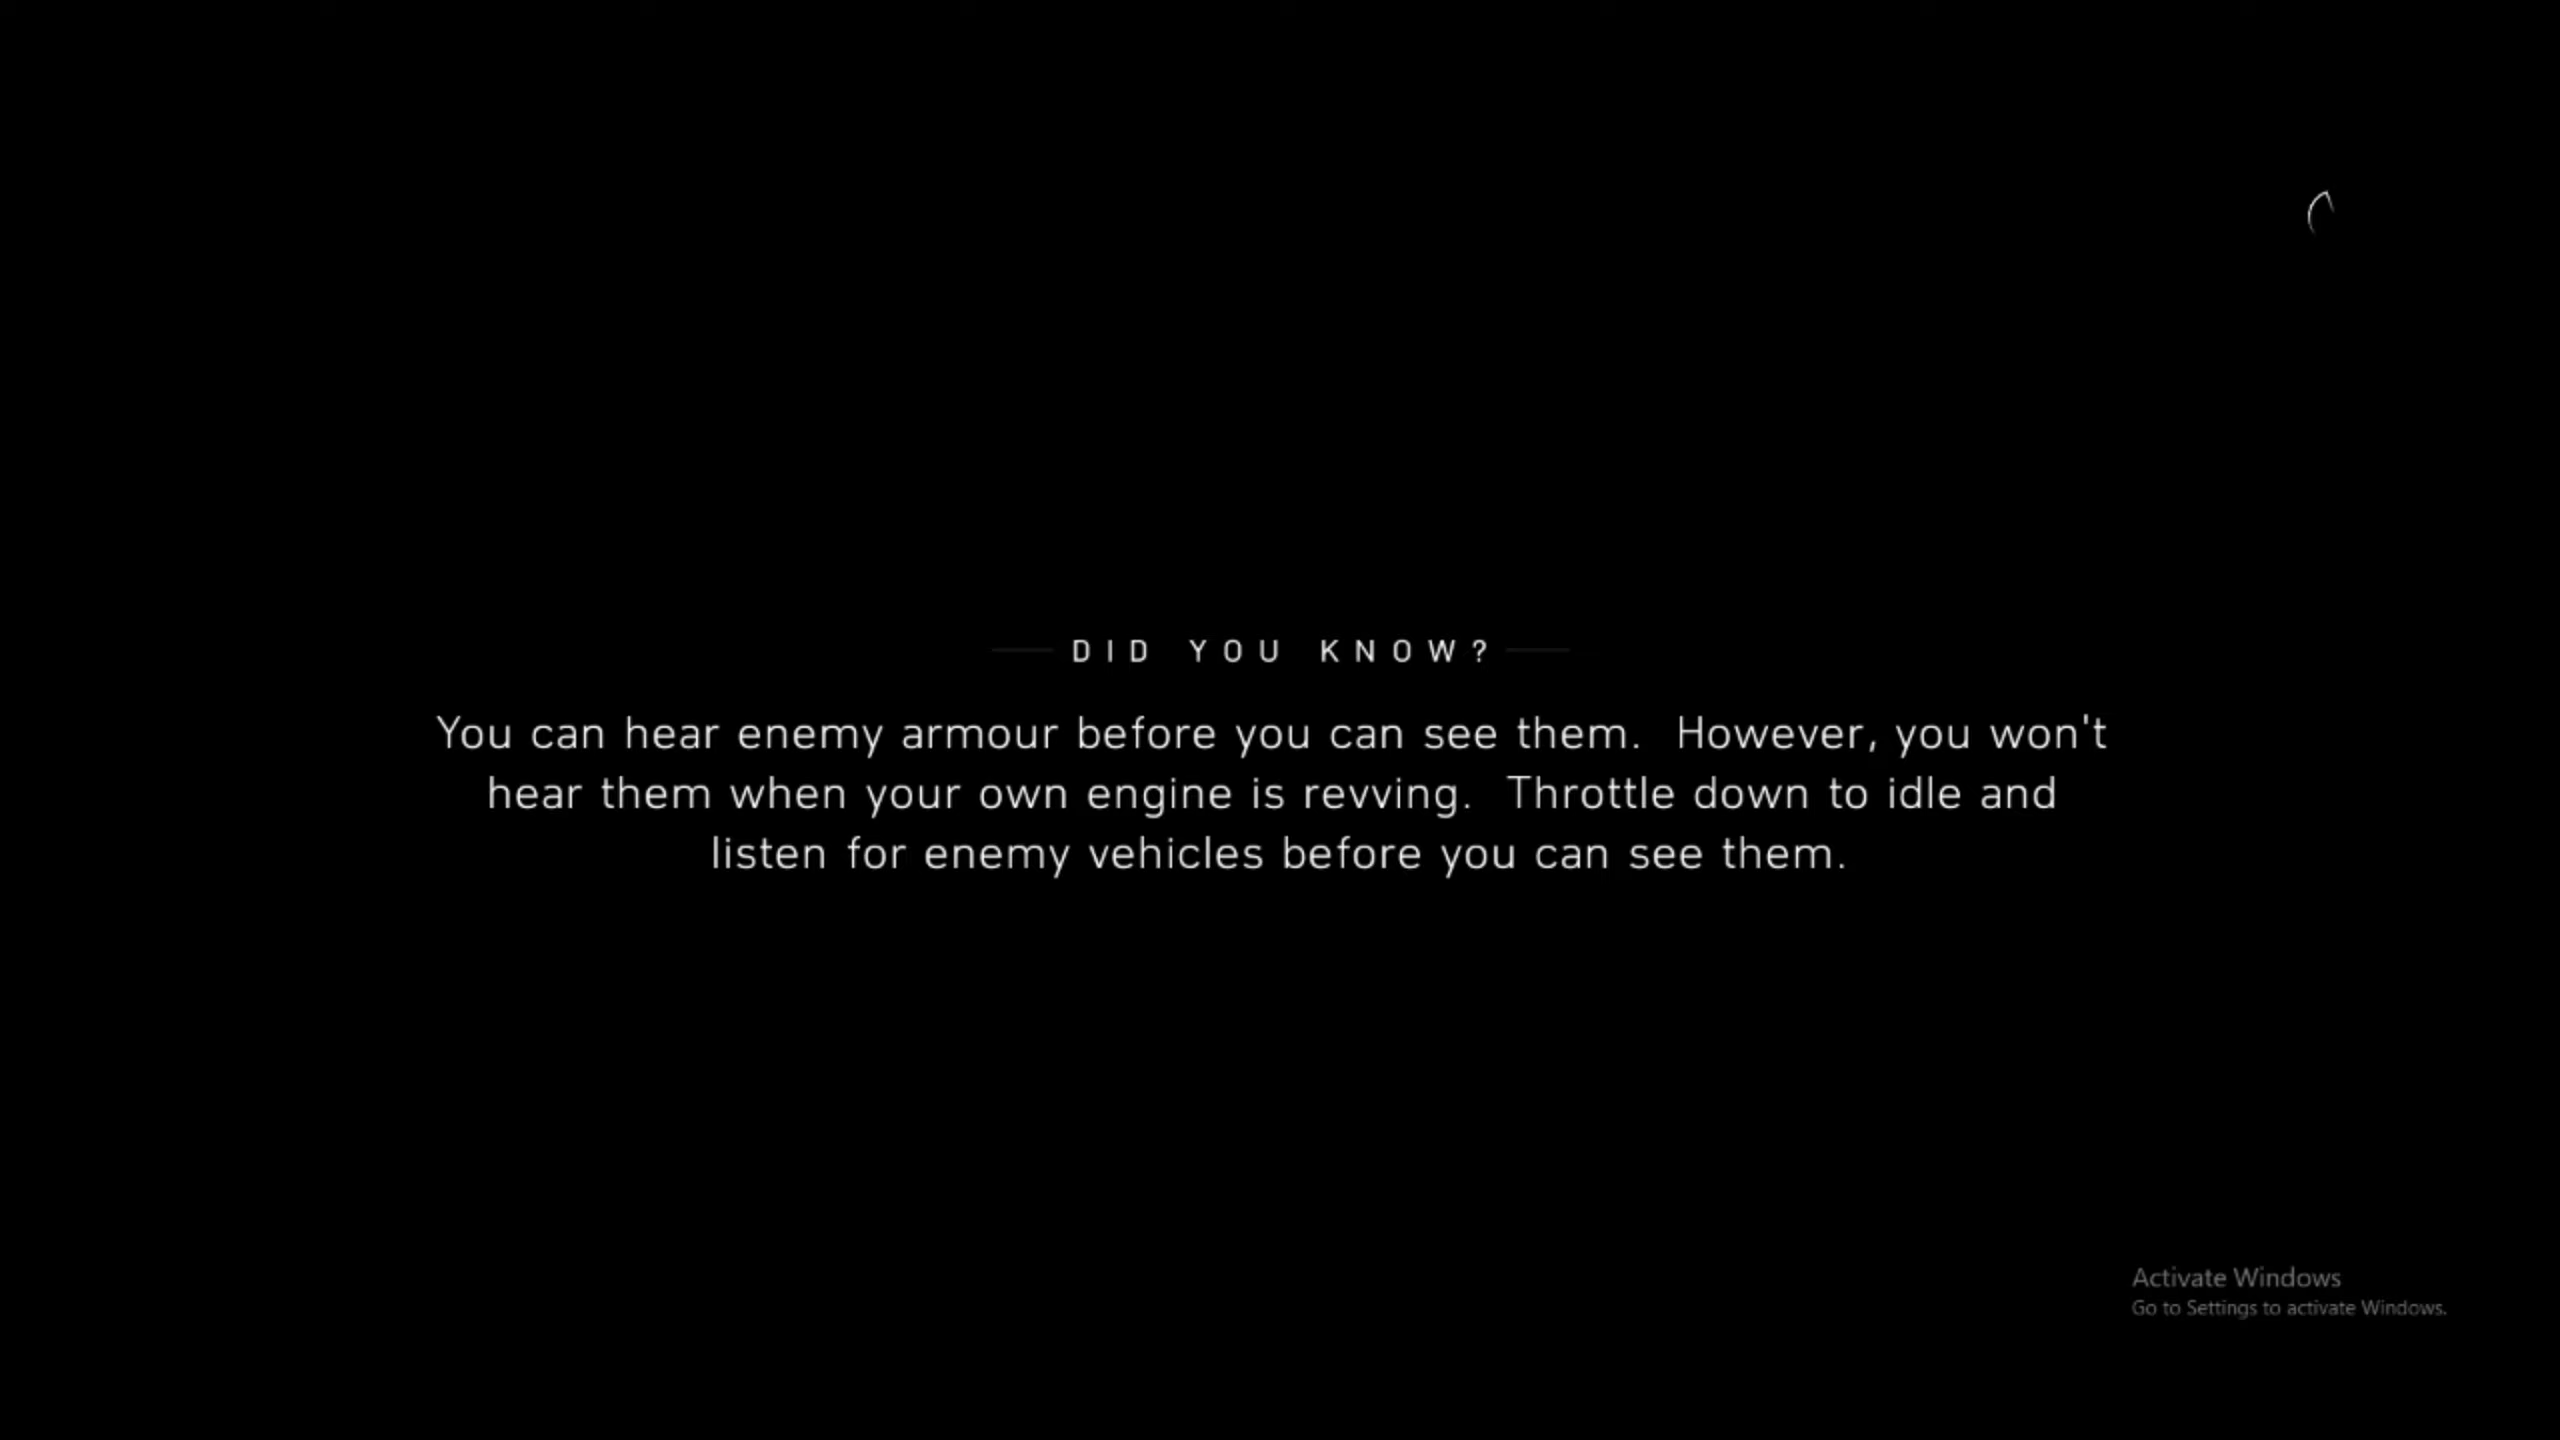 DID YOU KNOW?
You can hear enemy armour before you can see them.  However, you won't
hear them when your own engine is revving.  Throttle down to idle and
listen for enemy vehicles before you can see them.
Activate Windows
Go to Settings to activate Windows.